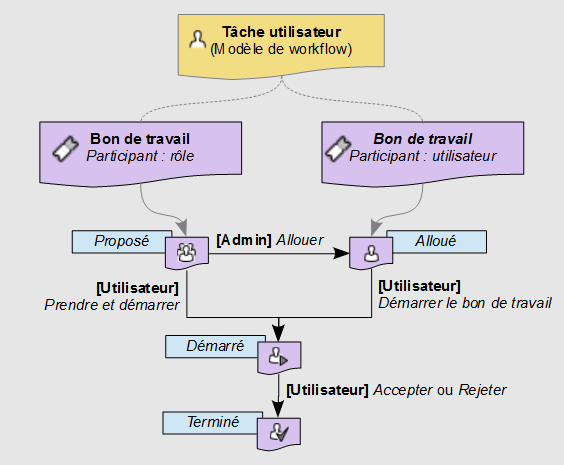 Tâche utilisateur
(Modèle de workflow)
Bon de travail
Participant : rôle
Bon de travail
Participant : utilisateur
Proposé
[Admin] Allouer
Alloué
[Utilisateur]
Prendre et démarrer
[Utilisateur]
Démarrer le bon de travail
Démarré
[Utilisateur] Accepter ou Rejeter
Terminé